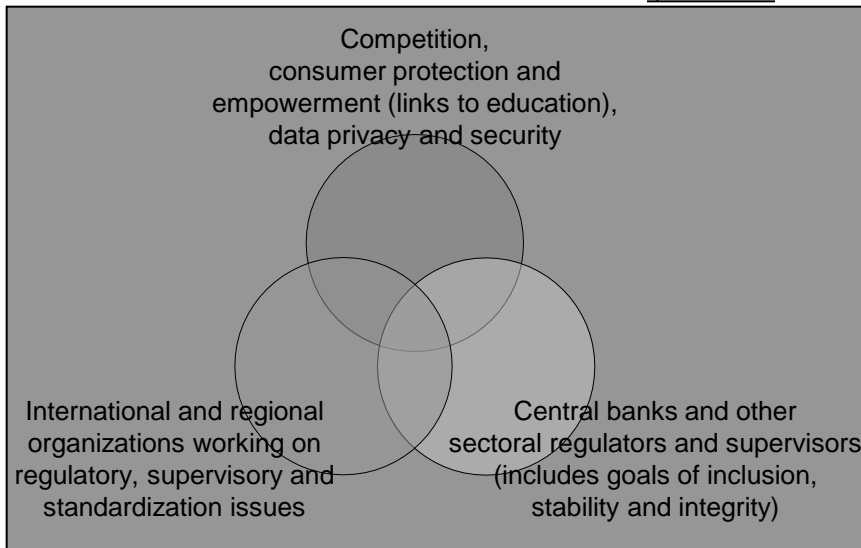 Competition,
consumer protection and
empowerment (links to education),
data privacy and security
International and regional
organizations working on
regulatory, supervisory and
standardization issues
Central banks and other
sectoral regulators and supervisors
(includes goals of inclusion,
stability and integrity)